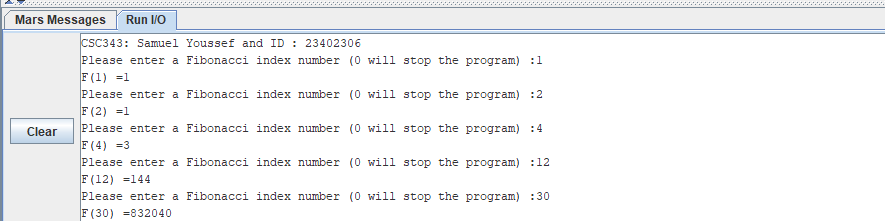 Mars Messages Run I/O
CSC343: Samuel Youssef and ID : 23402306
Please enter a Fibonacci index number (0 will stop the program) :1
F(1) =1
Please enter a Fibonacci index number (0 will stop the program) :2
F(2) =1
Please enter a Fibonacci index number (0 will stop the program) :4
F(4) =3
Clear
Please enter a Fibonacci index number (0 will stop the program) :12
F(12) =144
Please enter a Fibonacci index number (0 will stop the program) :30
F(30) =832040